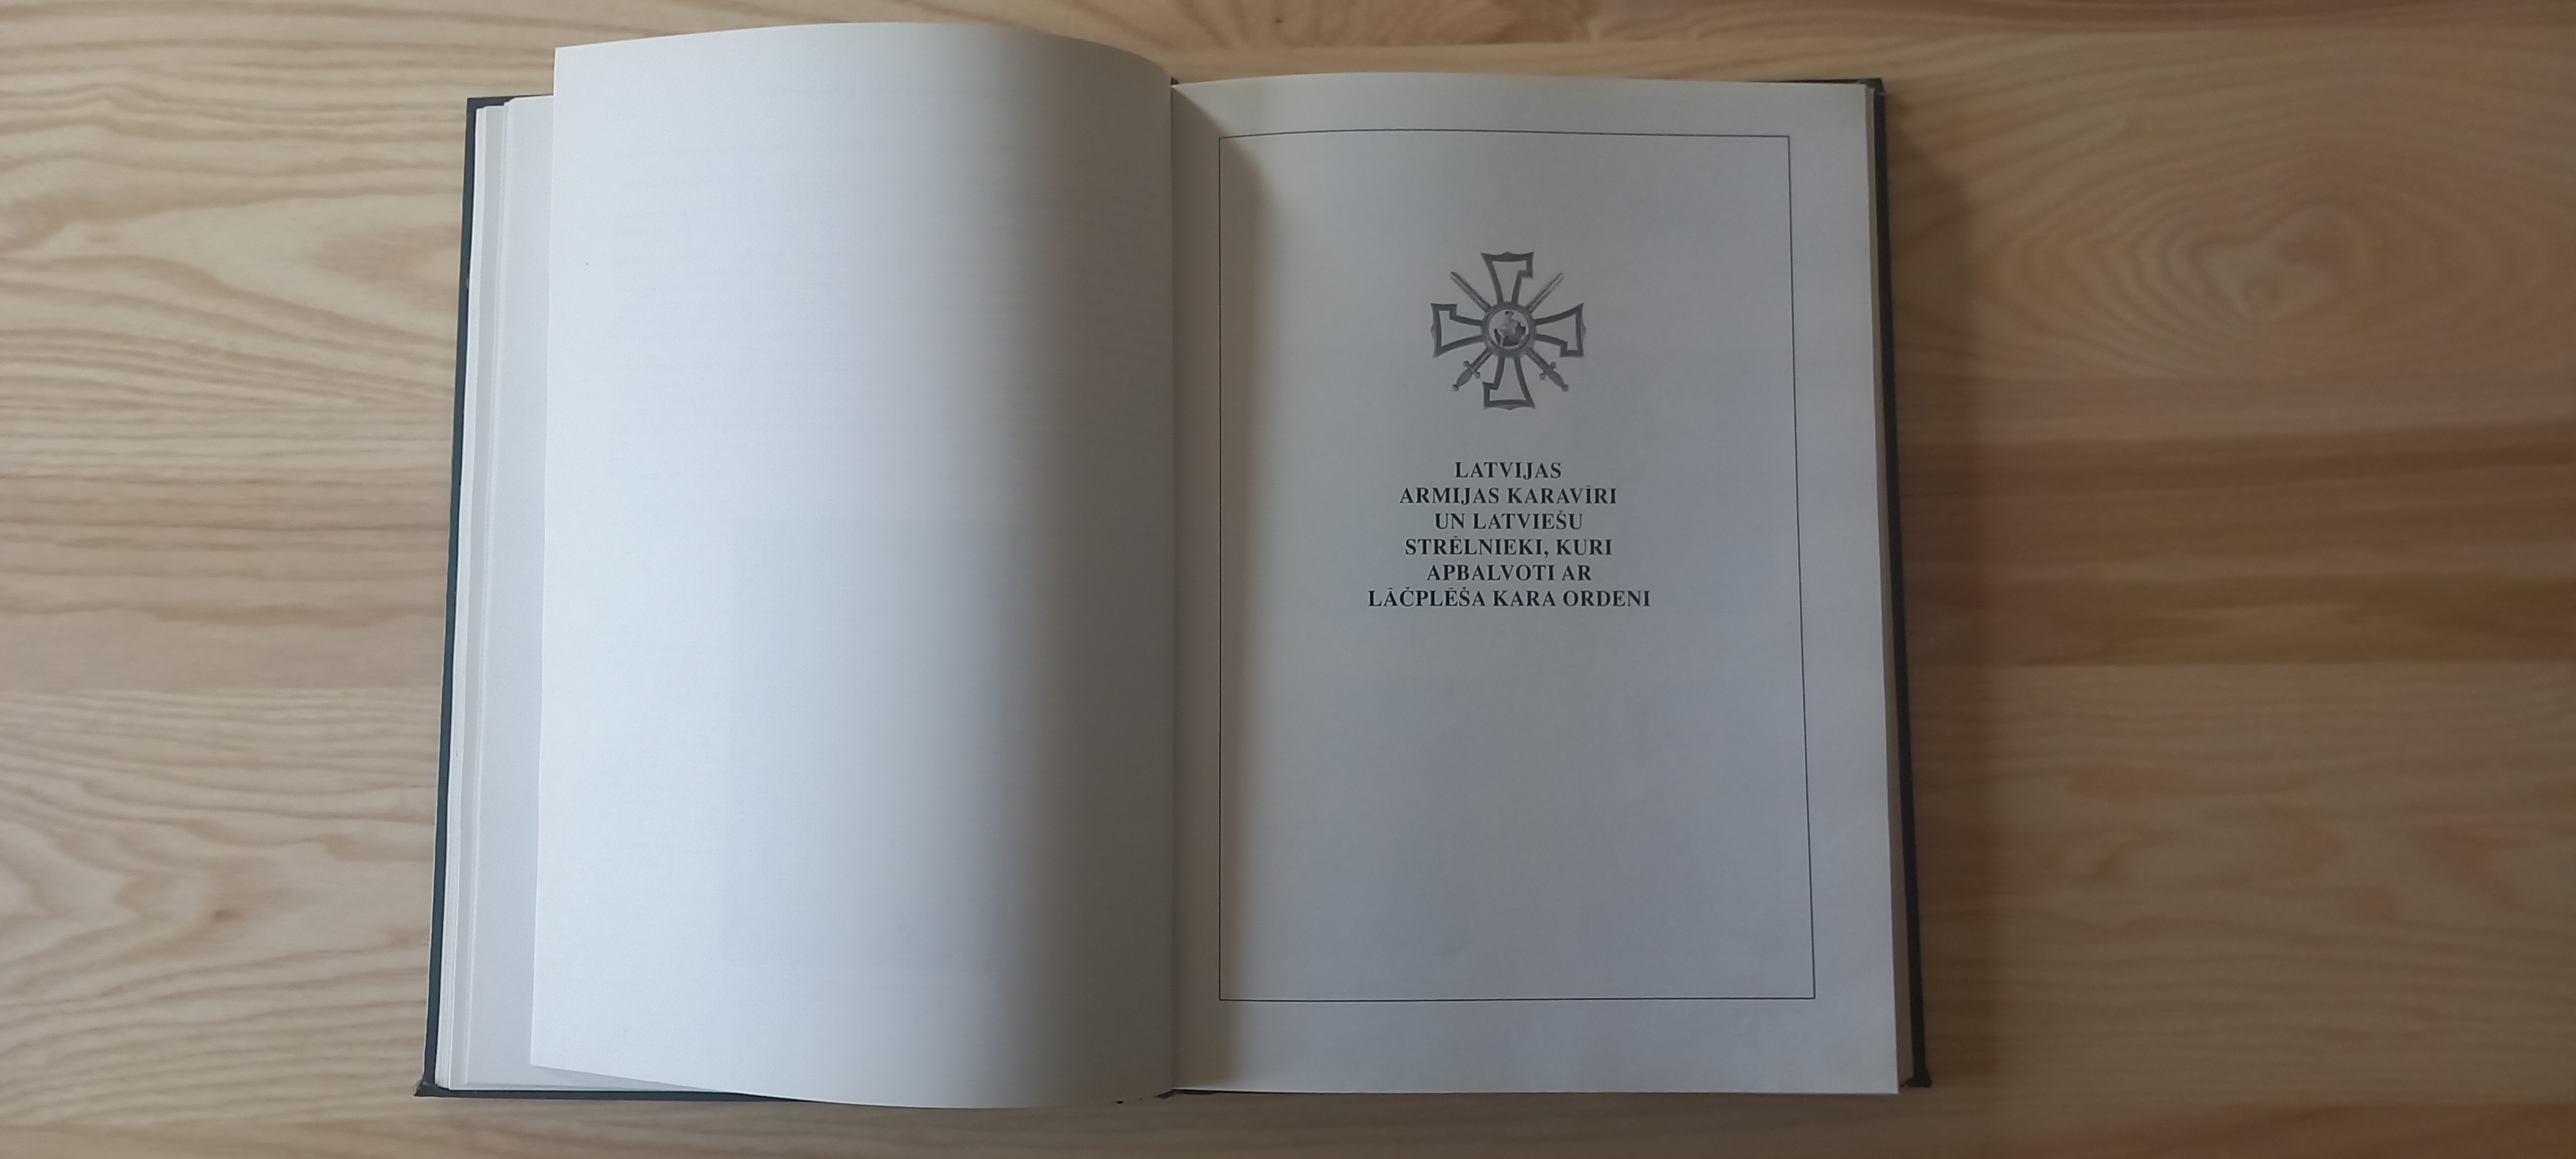 LATVIJAS
ARMIJAS KARAVĪRI
UN LATVIEŠU
STRĒLNIEKI, KURI
APBALVOTI AR
LĀČPLĒŠA KARA ORDENI